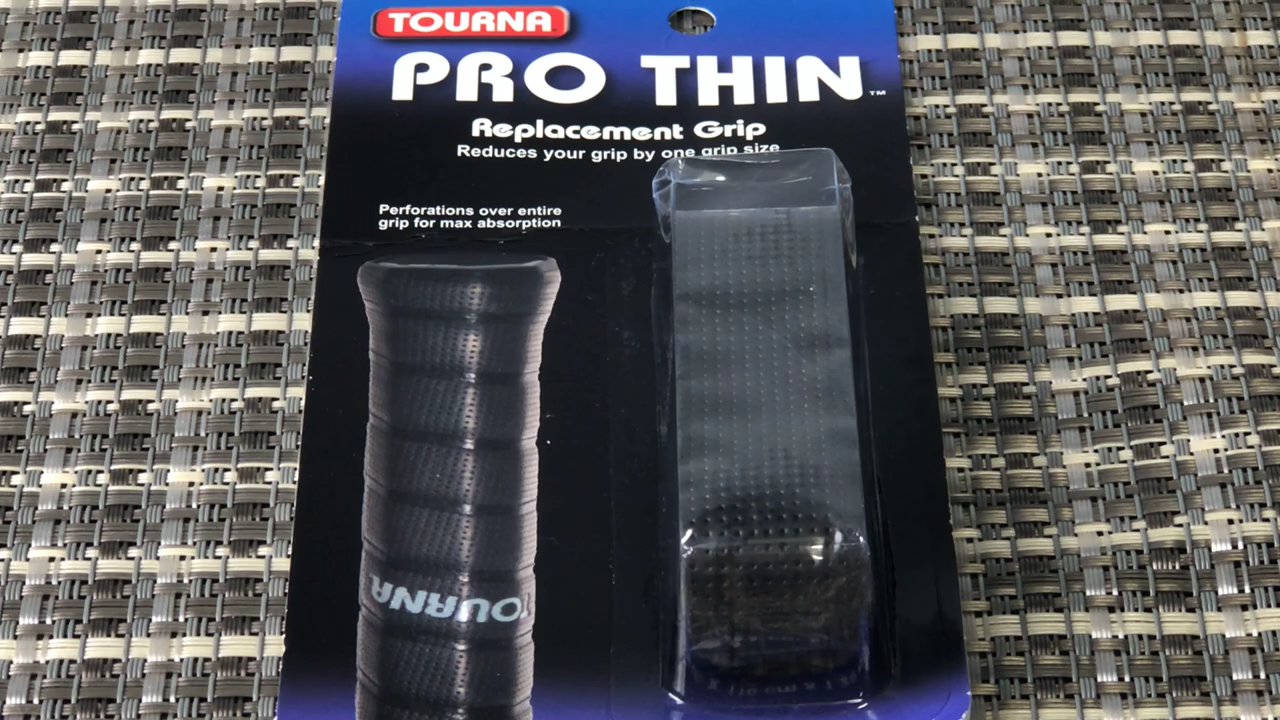 TOURNA
PRO THIN™
Replacement Grip
Reduces your grip by one grip size
Perforations over entire
grip for max absorption
TOURNA